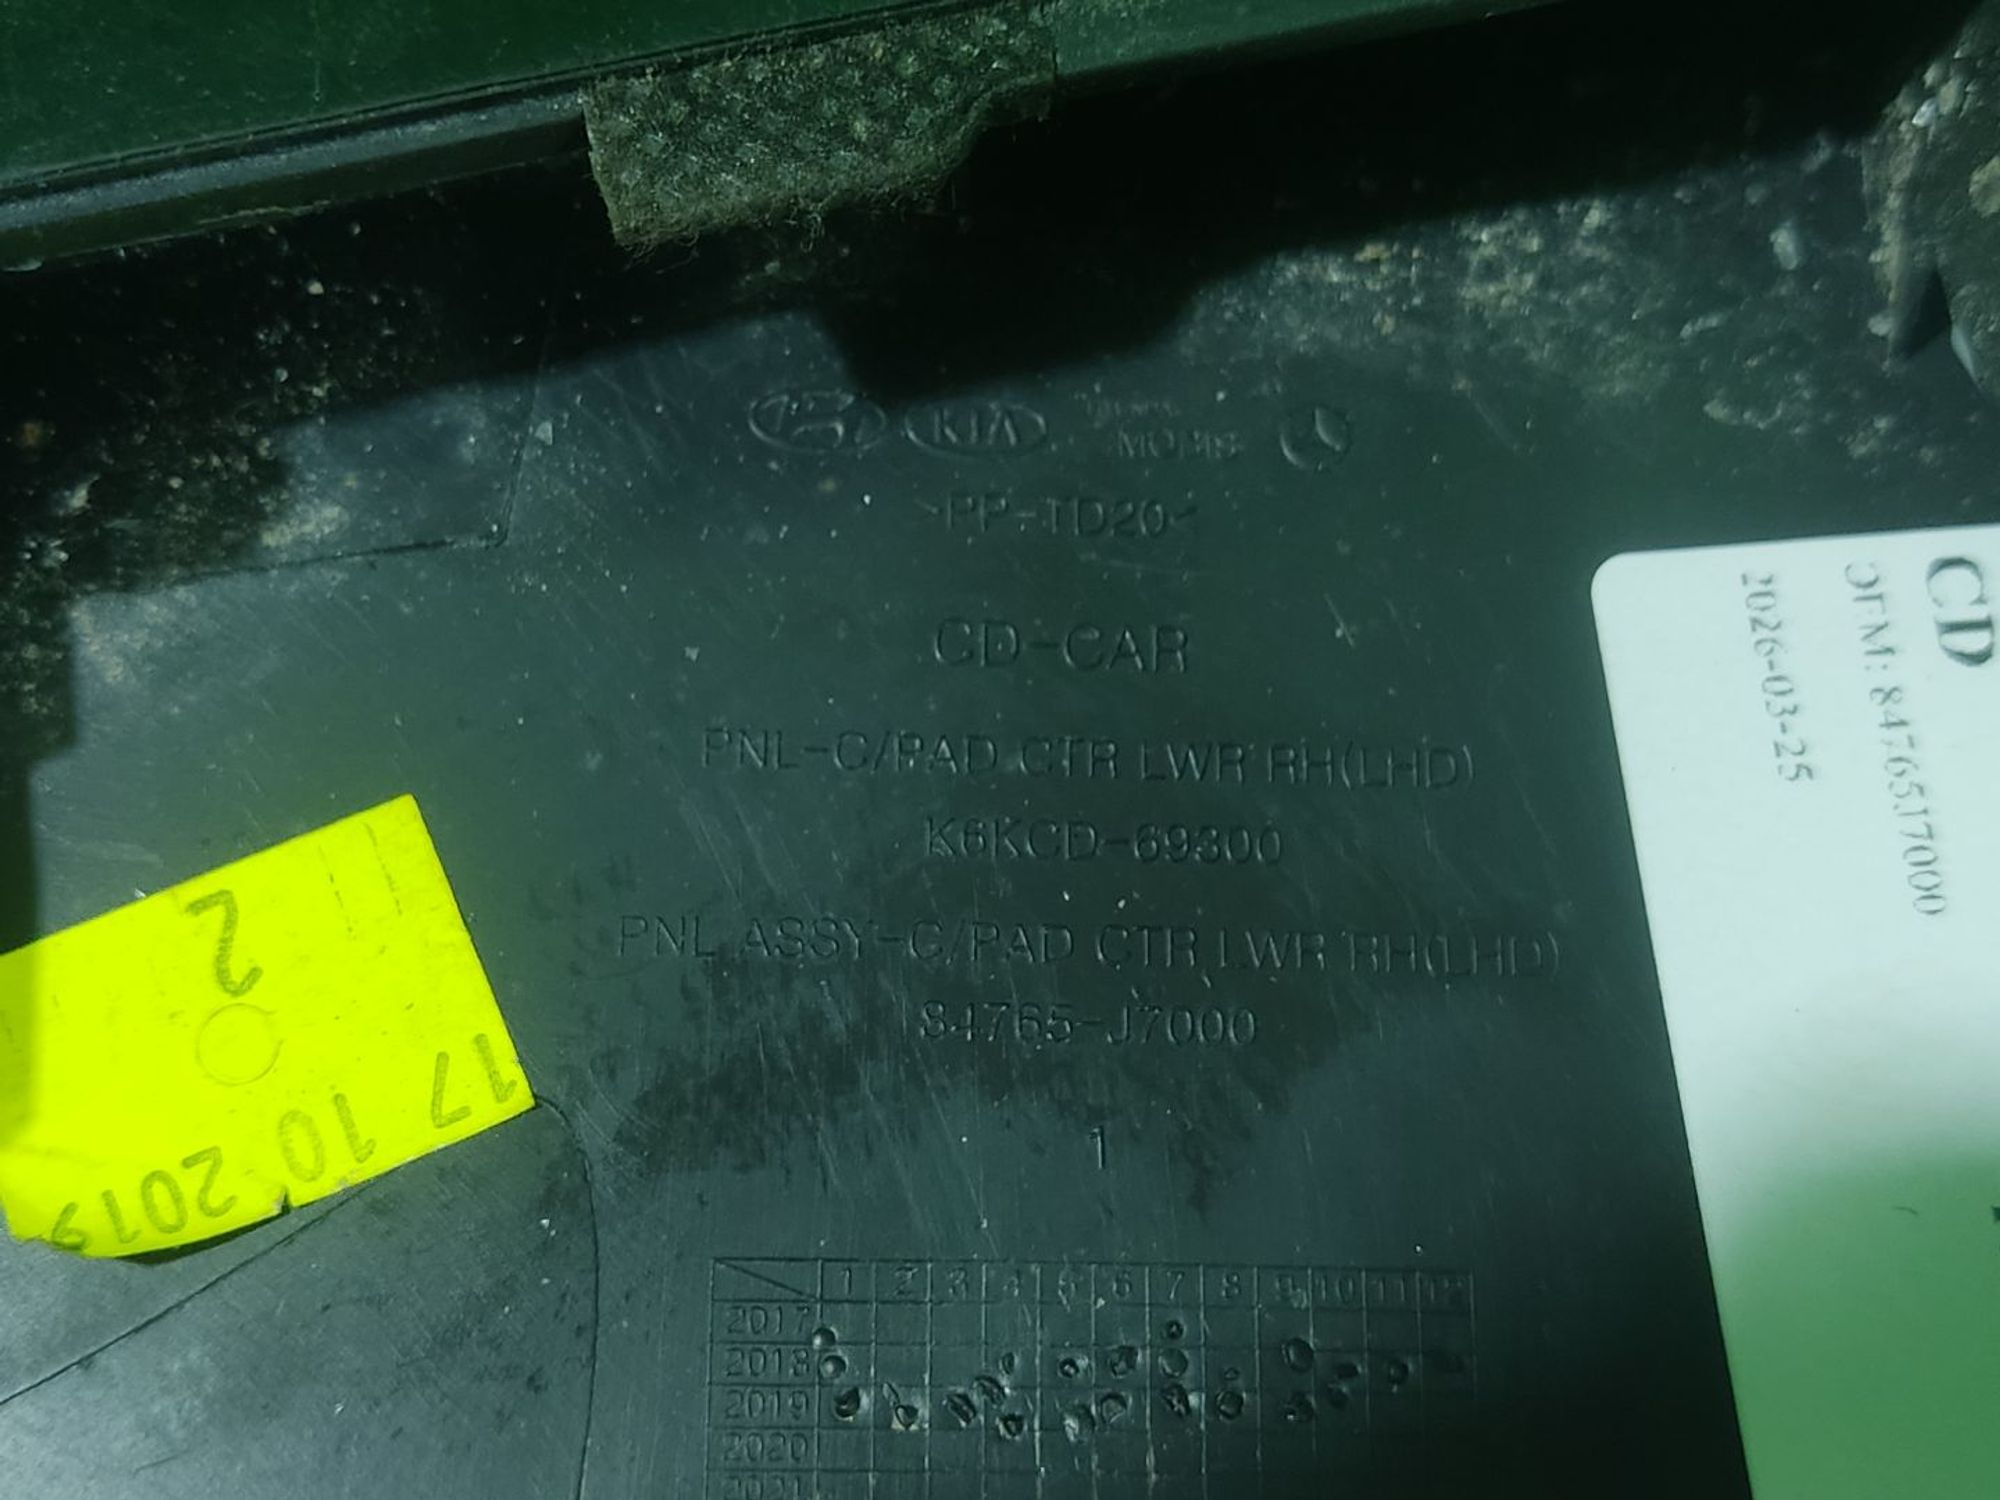 KIA
MOBIS
>PP-TD20<
CD-CAR
PNL-C/PAD CTR LWR RH(LHD)
K6KCD-69300
PNL ASSY-C/PAD CTR LWR RH(LHD)
84765-J7000
1
1 2 3 4 5 6 7 8 9 10 11 12
2017
2018
2019
2020
2021
2
17 10 2019
CD
OEM: 84765J7000
2026-03-25